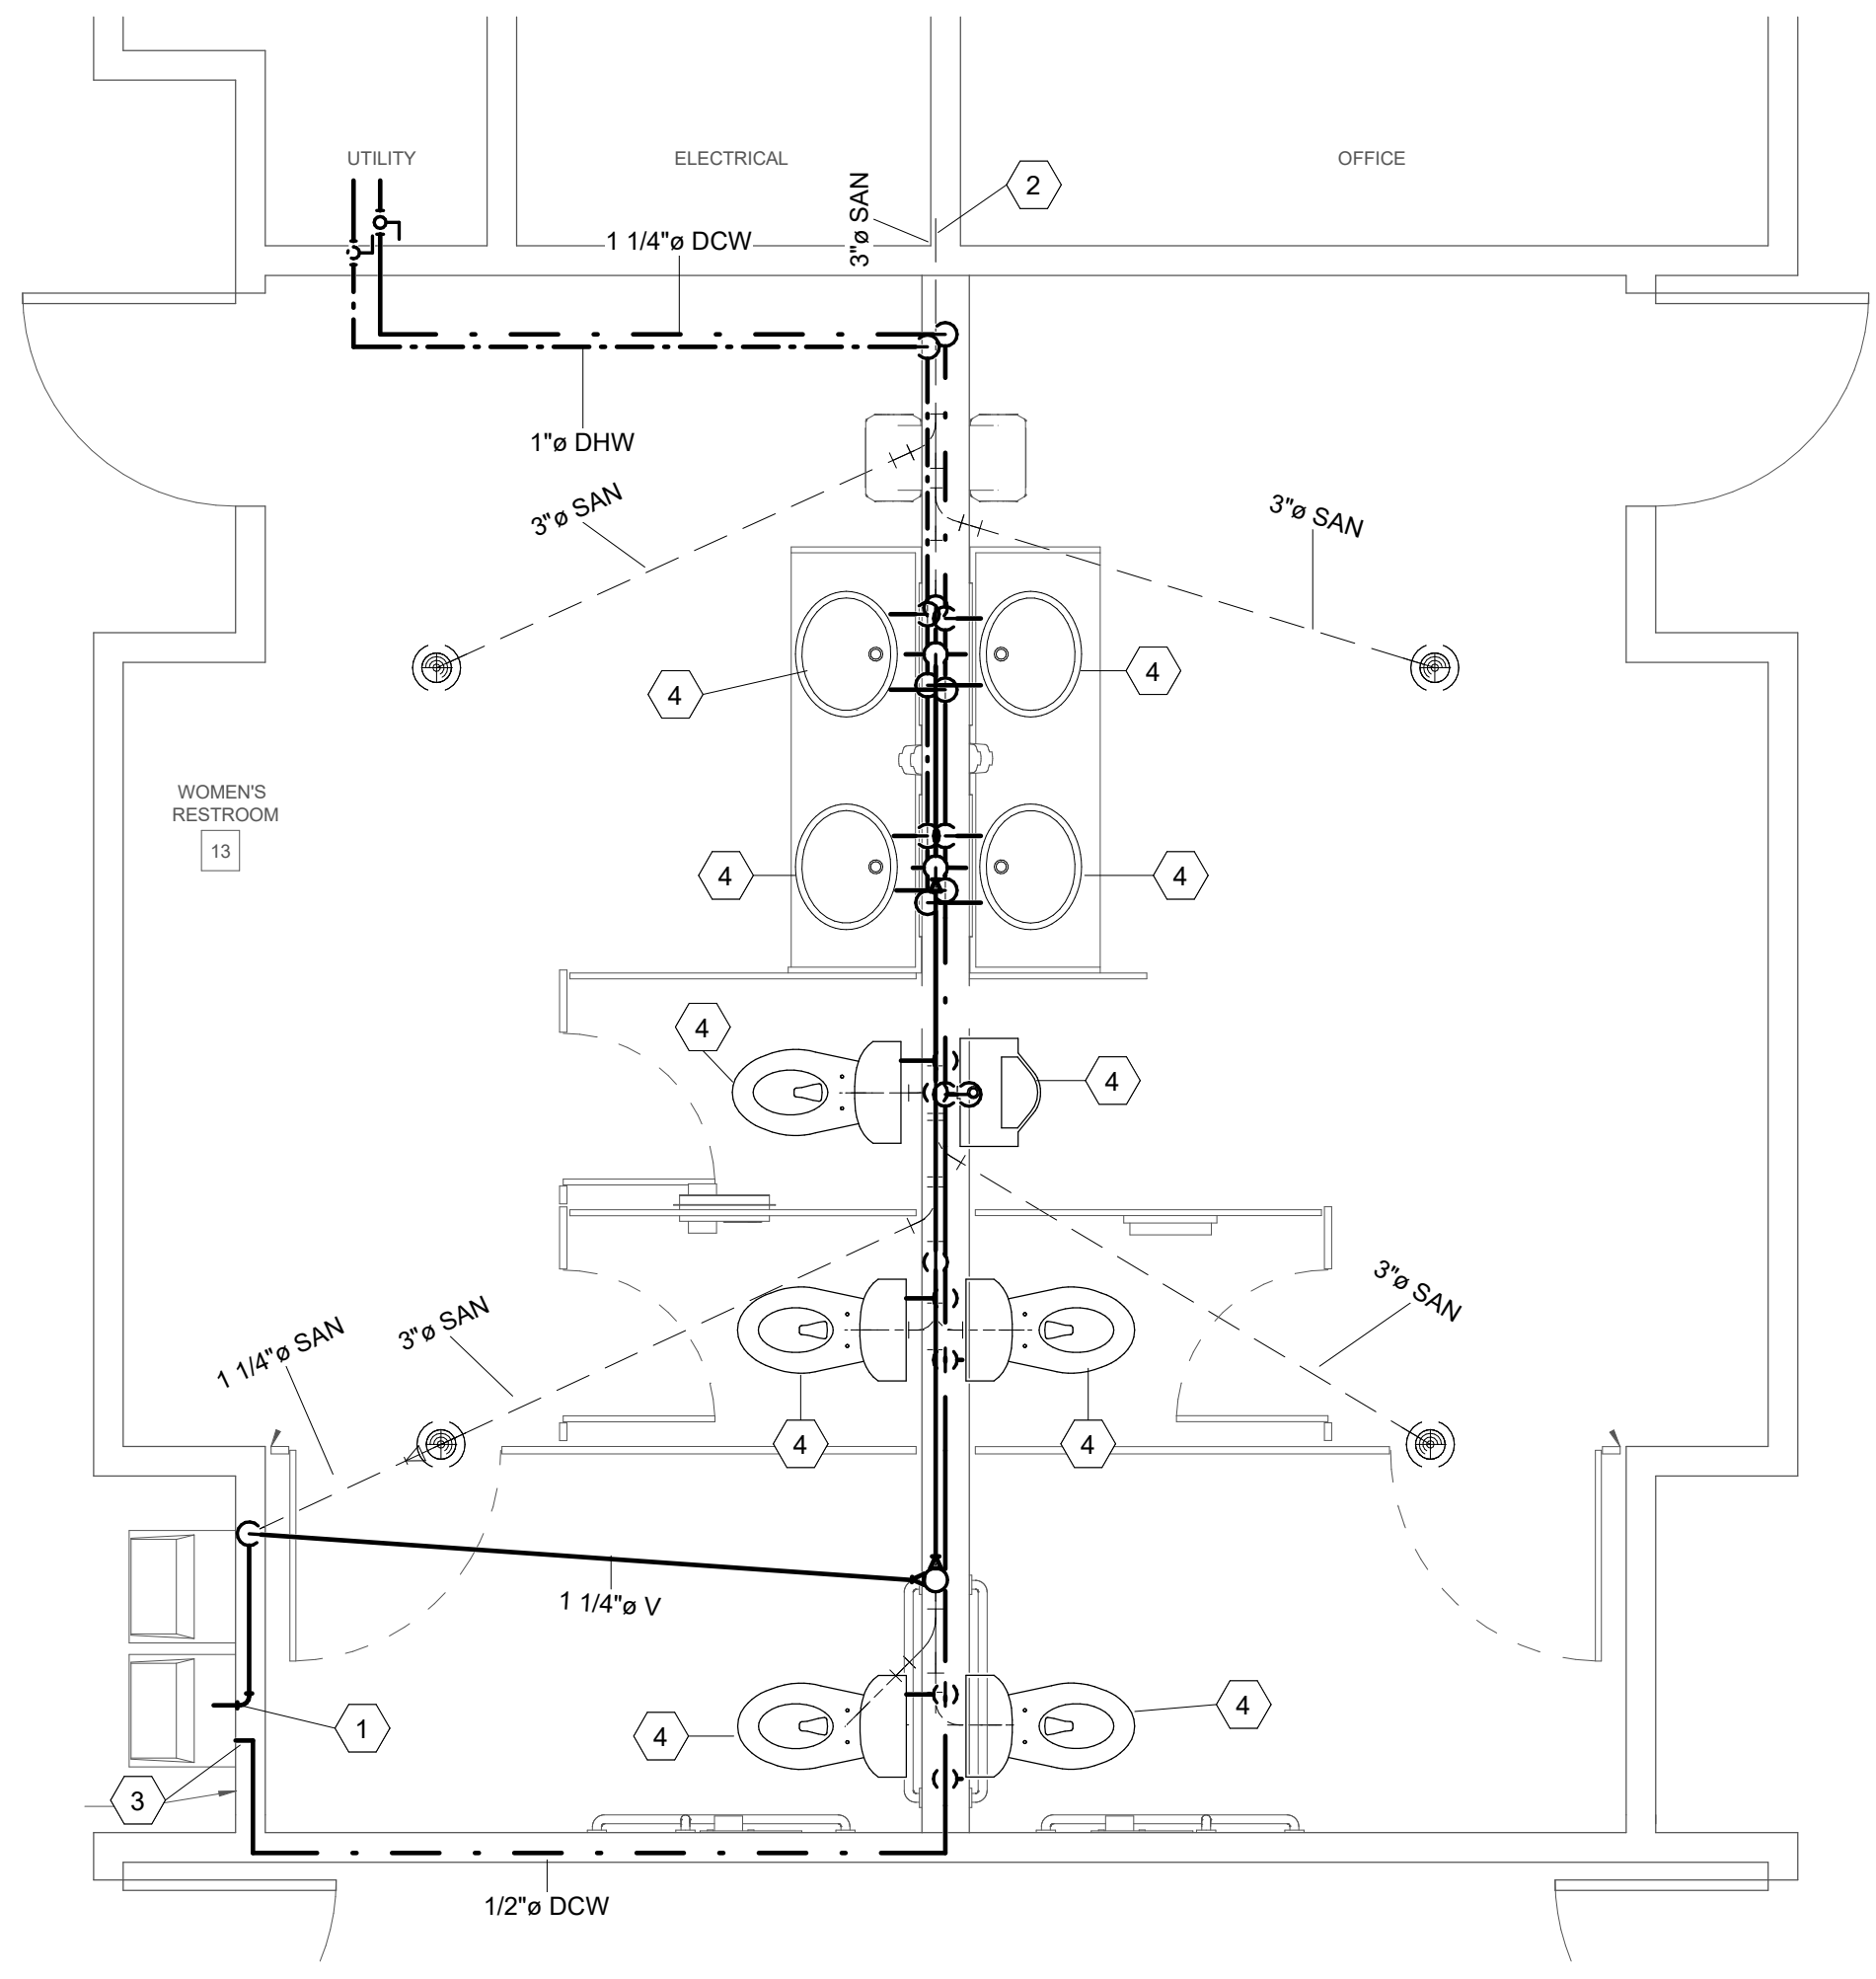 UTILITY
ELECTRICAL
OFFICE
2
3"ø SAN
1 1/4"ø DCW
1"ø DHW
3"ø SAN
3"ø SAN
4
4
WOMEN'S
RESTROOM
13
4
4
4
4
3"ø SAN
3"ø SAN
1 1/4"ø SAN
4
4
1 1/4"ø V
4
4
1
3
1/2"ø DCW